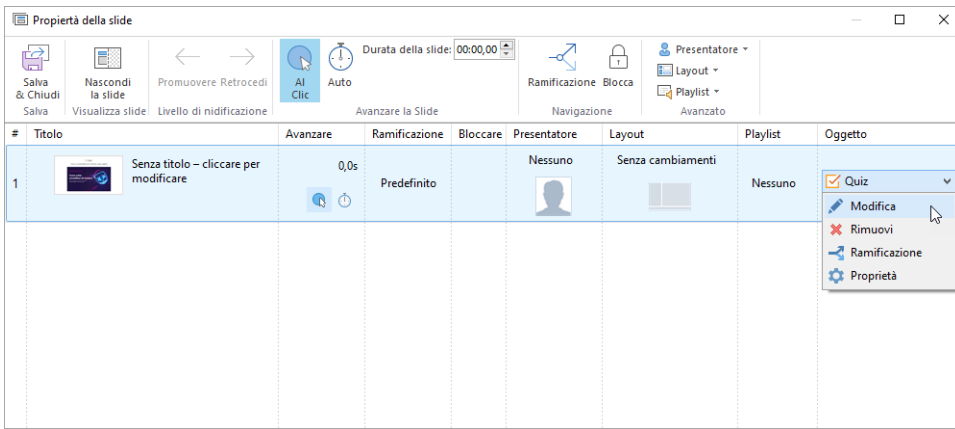 Propiertà della slide
Salva
& Chiudi
Nascondi
la slide
Promuovere
Retrocedi
Al
Clic
Auto
Durata della slide: 00:00,00
Ramificazione
Blocca
Presentatore
Layout
Playlist
Salva
Visualizza slide
Livello di nidificazione
Avanzare la Slide
Navigazione
Avanzato
# Titolo Avanzare Ramificazione Bloccare Presentatore Layout Playlist Oggetto
1
Senza titolo – cliccare per
modificare
0,0s
Predefinito
Nessuno
Senza cambiamenti
Nessuno
Quiz
Modifica
Rimuovi
Ramificazione
Proprietà